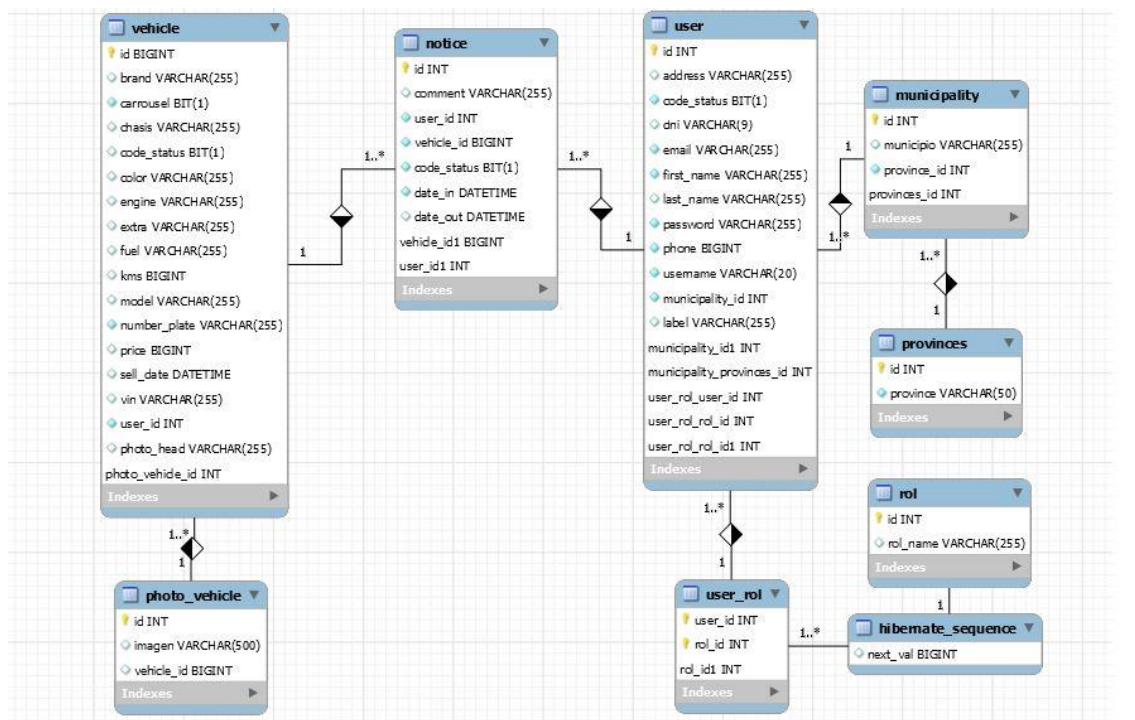 vehicle
id BIGINT
brand VARCHAR(255)
carrousel BIT(1)
chasis VARCHAR(255)
code_status BIT(1)
color VARCHAR(255)
engine VARCHAR(255)
extra VARCHAR(255)
fuel VARCHAR(255)
kms BIGINT
model VARCHAR(255)
number_plate VARCHAR(255)
price BIGINT
sell_date DATETIME
vin VARCHAR(255)
user_id INT
photo_head VARCHAR(255)
photo_vehicle_id INT
Indexes
1..*
1
photo_vehicle
id INT
imagen VARCHAR(500)
vehicle_id BIGINT
Indexes
1
1..*
notice
id INT
comment VARCHAR(255)
user_id INT
vehicle_id BIGINT
code_status BIT(1)
date_in DATETIME
date_out DATETIME
vehicle_id1 BIGINT
user_id1 INT
Indexes
1..*
1
user
id INT
address VARCHAR(255)
code_status BIT(1)
dni VARCHAR(9)
email VARCHAR(255)
first_name VARCHAR(255)
last_name VARCHAR(255)
password VARCHAR(255)
phone BIGINT
username VARCHAR(20)
municipality_id INT
label VARCHAR(255)
municipality_id1 INT
municipality_provinces_id INT
user_rol_user_id INT
user_rol_rol_id INT
user_rol_rol_id1 INT
Indexes
1
1..*
municipality
id INT
municipio VARCHAR(255)
province_id INT
provinces_id INT
Indexes
1..*
1
provinces
id INT
province VARCHAR(50)
Indexes
1..*
1
user_rol
user_id INT
rol_id INT
rol_id1 INT
Indexes
1..*
rol
id INT
rol_name VARCHAR(255)
Indexes
1
hibernate_sequence
next_val BIGINT